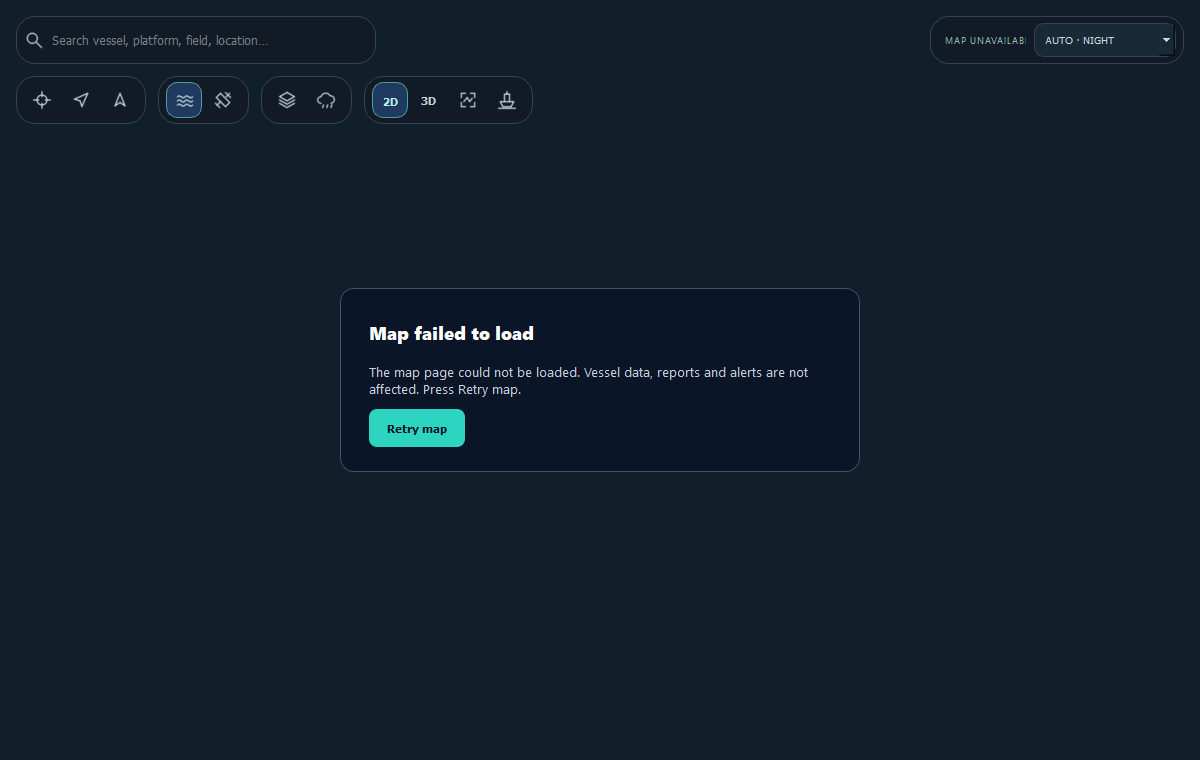 Search vessel, platform, field, location...
MAP UNAVAILABI
AUTO · NIGHT
2D
3D
Map failed to load
The map page could not be loaded. Vessel data, reports and alerts are not
affected. Press Retry map.
Retry map